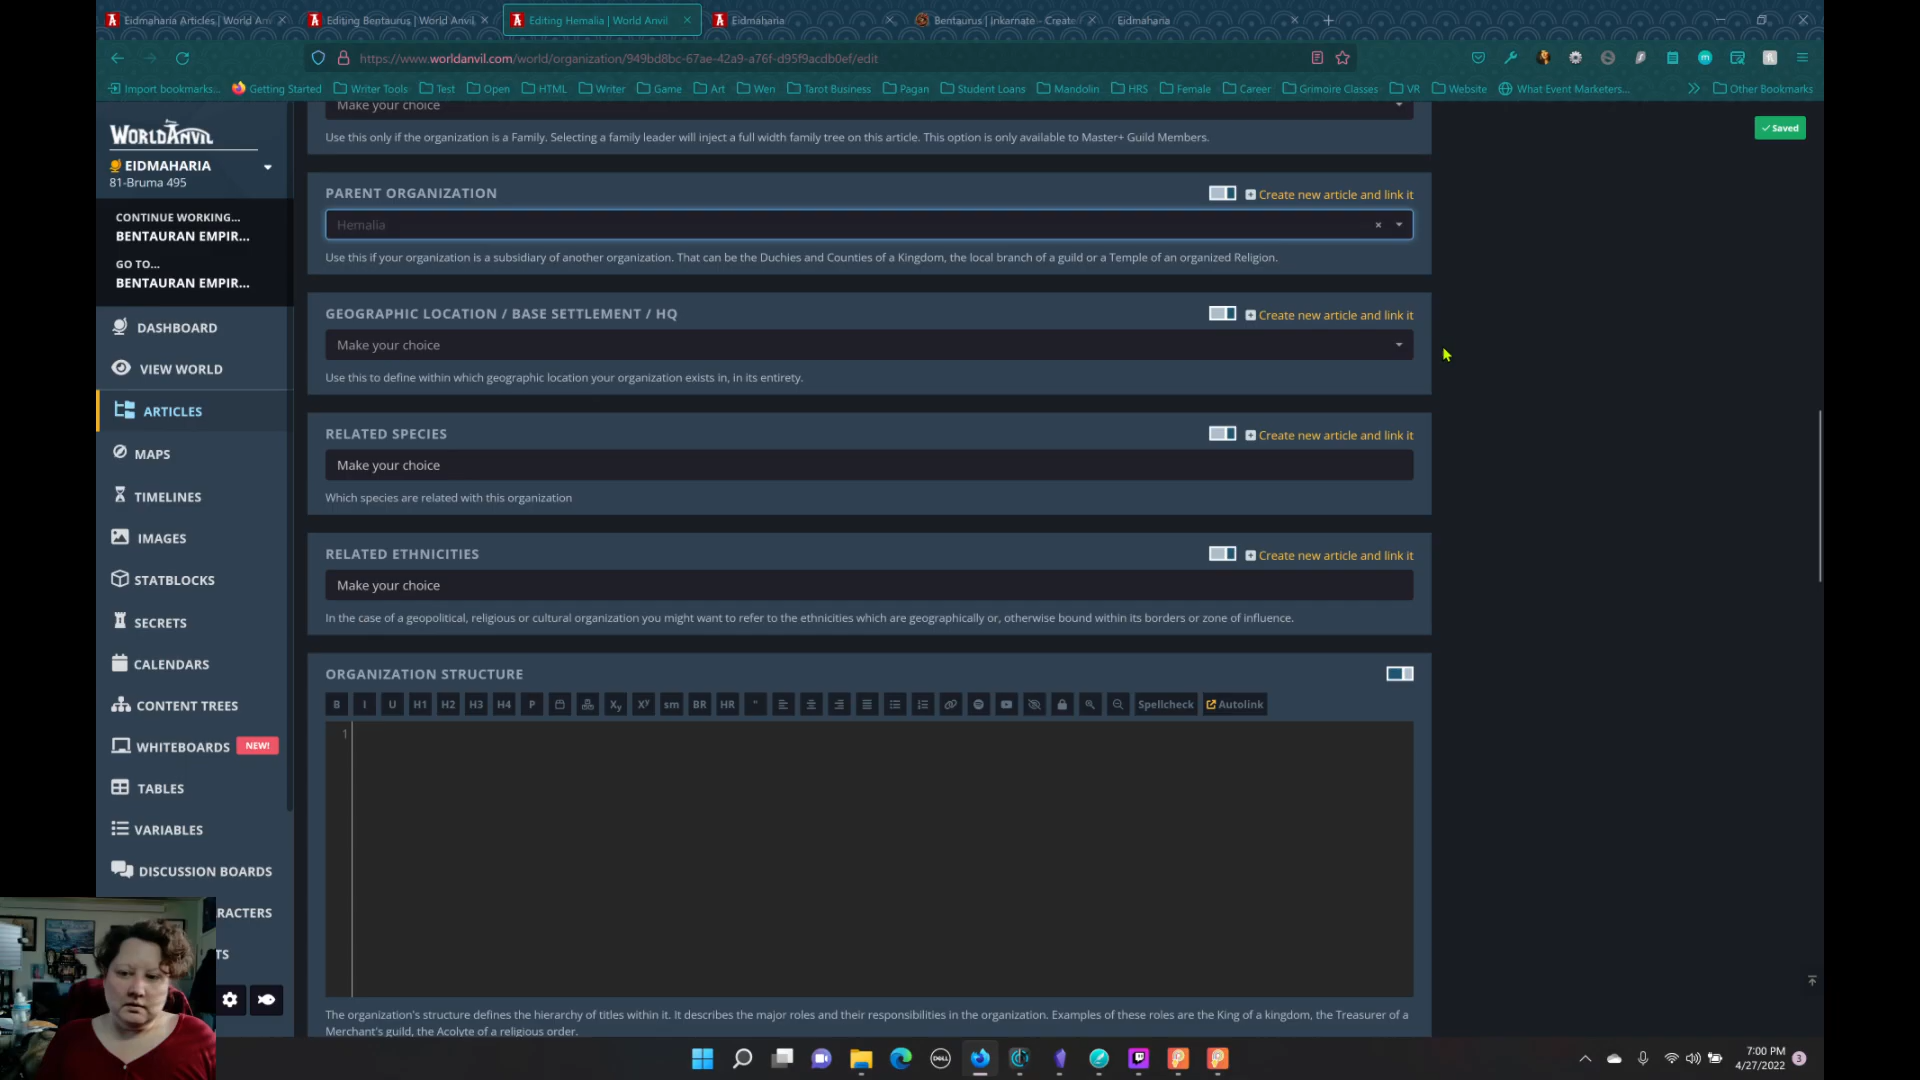 Eidmaharia Articles | World An
Editing Bentaurus | World Anvil
Editing Hemalia | World Anvil
Eidmaharia
Bentaurus | Inkarnate - Create
Eidmaharia
https://www.worldanvil.com/world/organization/949bd8bc-67ae-42a9-a76f-d95f9acdb0ef/edit
Import bookmarks...
Getting Started
Writer Tools
Test
Open
HTML
Writer
Game
Art
Wen
Tarot Business
Pagan
Student Loans
Mandolin
HRS
Female
Career
Grimoire Classes
VR
Website
What Event Marketers...
Other Bookmarks
WORLDANVIL
EIDMAHARIA
81-Bruma 495
CONTINUE WORKING...
BENTAURAN EMPIR...
GO TO...
BENTAURAN EMPIR...
DASHBOARD
VIEW WORLD
ARTICLES
MAPS
TIMELINES
IMAGES
STATBLOCKS
SECRETS
CALENDARS
CONTENT TREES
WHITEBOARDS NEW!
TABLES
VARIABLES
DISCUSSION BOARDS
RACTERS
TS
Make your choice
Use this only if the organization is a Family. Selecting a family leader will inject a full width family tree on this article. This option is only available to Master+ Guild Members.
Saved
PARENT ORGANIZATION
Create new article and link it
Hemalia
Use this if your organization is a subsidiary of another organization. That can be the Duchies and Counties of a Kingdom, the local branch of a guild or a Temple of an organized Religion.
GEOGRAPHIC LOCATION / BASE SETTLEMENT / HQ
Create new article and link it
Make your choice
Use this to define within which geographic location your organization exists in, in its entirety.
RELATED SPECIES
Create new article and link it
Make your choice
Which species are related with this organization
RELATED ETHNICITIES
Create new article and link it
Make your choice
In the case of a geopolitical, religious or cultural organization you might want to refer to the ethnicities which are geographically or, otherwise bound within its borders or zone of influence.
ORGANIZATION STRUCTURE
B I U H1 H2 H3 H4 P Xy XY sm BR HR " Spellcheck Autolink
1
The organization's structure defines the hierarchy of titles within it. It describes the major roles and their responsibilities in the organization. Examples of these roles are the King of a kingdom, the Treasurer of a
Merchant's guild, the Acolyte of a religious order.
DELL
7:00 PM
4/27/2022
3